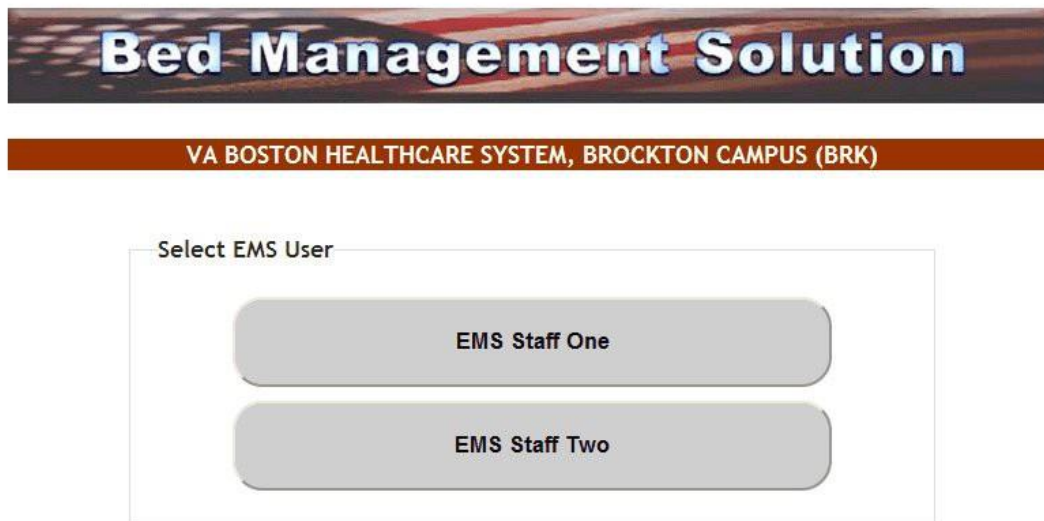 Bed Management Solution
VA BOSTON HEALTHCARE SYSTEM, BROCKTON CAMPUS (BRK)
Select EMS User
EMS Staff One
EMS Staff Two